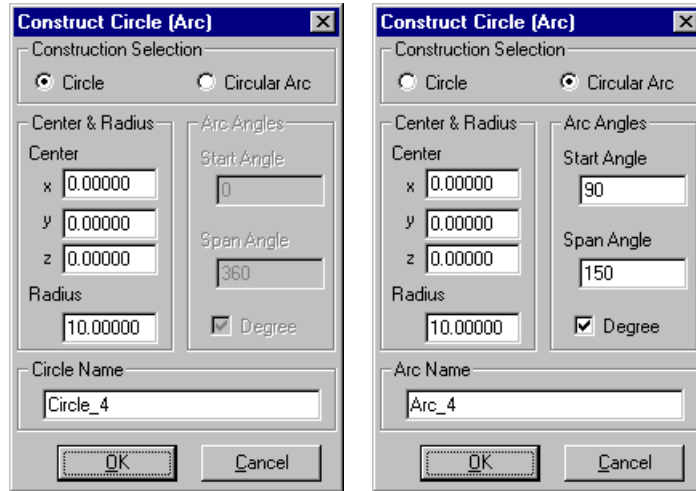 Construct Circle (Arc)
Construction Selection
Circle
Circular Arc
Center & Radius
Center
x 0.00000
y 0.00000
z 0.00000
Radius
10.00000
Arc Angles
Start Angle
0
Span Angle
360
Degree
Circle Name
Circle_4
OK
Cancel
Construct Circle (Arc)
Construction Selection
Circle
Circular Arc
Center & Radius
Center
x 0.00000
y 0.00000
z 0.00000
Radius
10.00000
Arc Angles
Start Angle
90
Span Angle
150
Degree
Arc Name
Arc_4
OK
Cancel